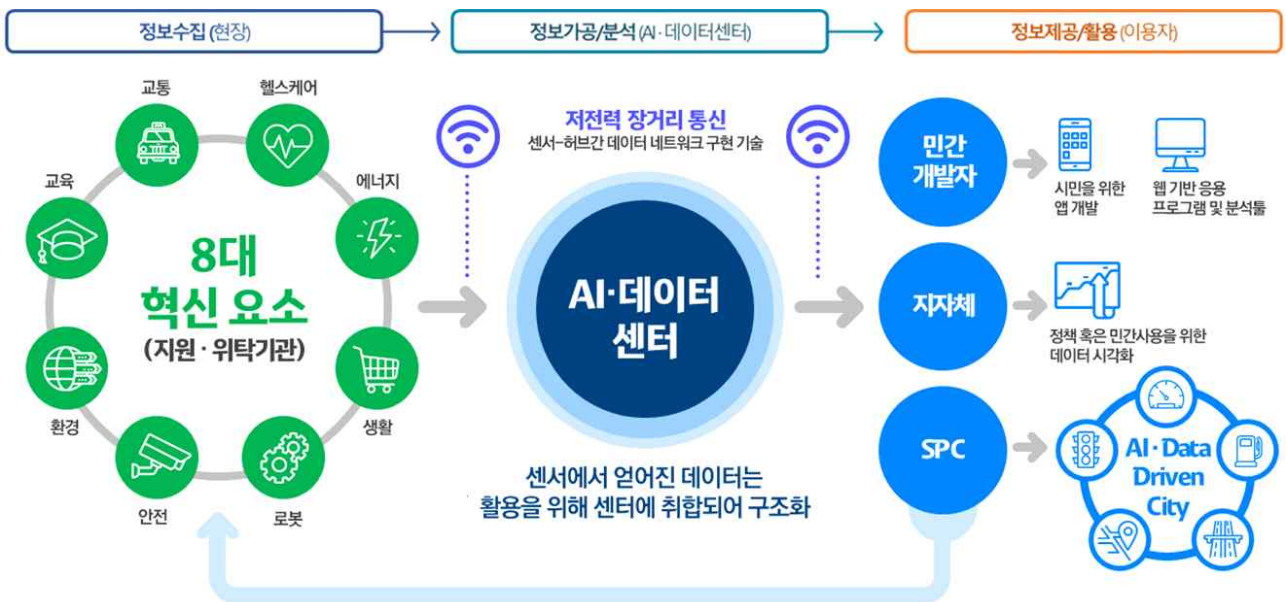 정보수집 (현장)
정보가공/분석 (AI·데이터센터)
정보제공/활용 (이용자)
교통
헬스케어
교육
에너지
8대
혁신 요소
(지원·위탁기관)
환경
생활
안전
로봇
저전력 장거리 통신
센서-허브간 데이터 네트워크 구현 기술
AI·데이터
센터
센서에서 얻어진 데이터는
활용을 위해 센터에 취합되어 구조화
민간
개발자
시민을 위한
앱 개발
웹 기반 응용
프로그램 및 분석툴
지자체
정책 혹은 민간사용을 위한
데이터 시각화
SPC
AI·Data
Driven
City